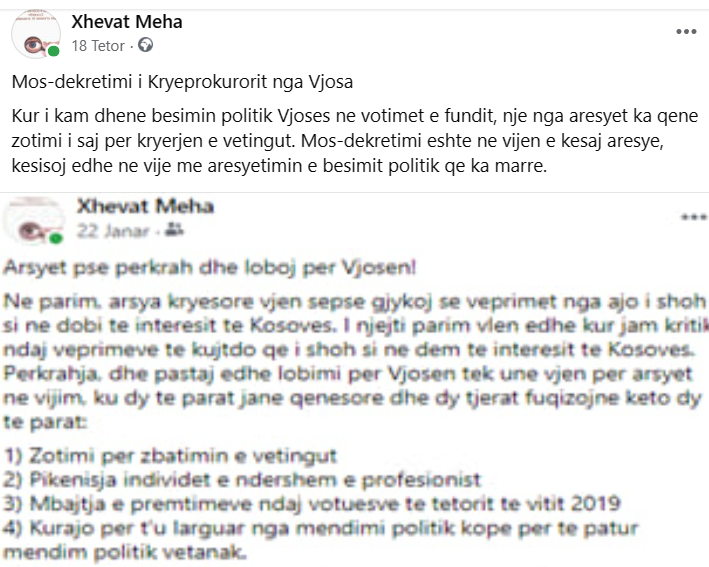 Xhevat Meha
18 Tetor ·
Mos-dekretimi i Kryeprokurorit nga Vjosa
Kur i kam dhene besimin politik Vjoses ne votimet e fundit, nje nga aresyet ka qene
zotimi i saj per kryerjen e vetingut. Mos-dekretimi eshte ne vijen e kesaj aresye,
kesisoj edhe ne vije me aresyetimin e besimit politik qe ka marre.
Xhevat Meha
22 Janar ·
Arsyet pse perkrah dhe loboj per Vjosen!
Ne parim, arsya kryesore vjen sepse gjykoj se veprimet nga ajo i shoh
si ne dobi te interesit te Kosoves. I njejti parim vlen edhe kur jam kritik
ndaj veprimeve te kujtdo qe i shoh si ne dem te interesit te Kosoves.
Perkrahja, dhe pastaj edhe lobimi per Vjosen tek une vjen per arsyet
ne vijim, ku dy te parat jane qenesore dhe dy tjerat fuqizojne keto dy
te parat:
1) Zotimi per zbatimin e vetingut
2) Pikenisja individet e ndershem e profesionist
3) Mbajtja e premtimeve ndaj votuesve te tetorit te vitit 2019
4) Kurajo per t'u larguar nga mendimi politik kope per te patur
mendim politik vetanak.